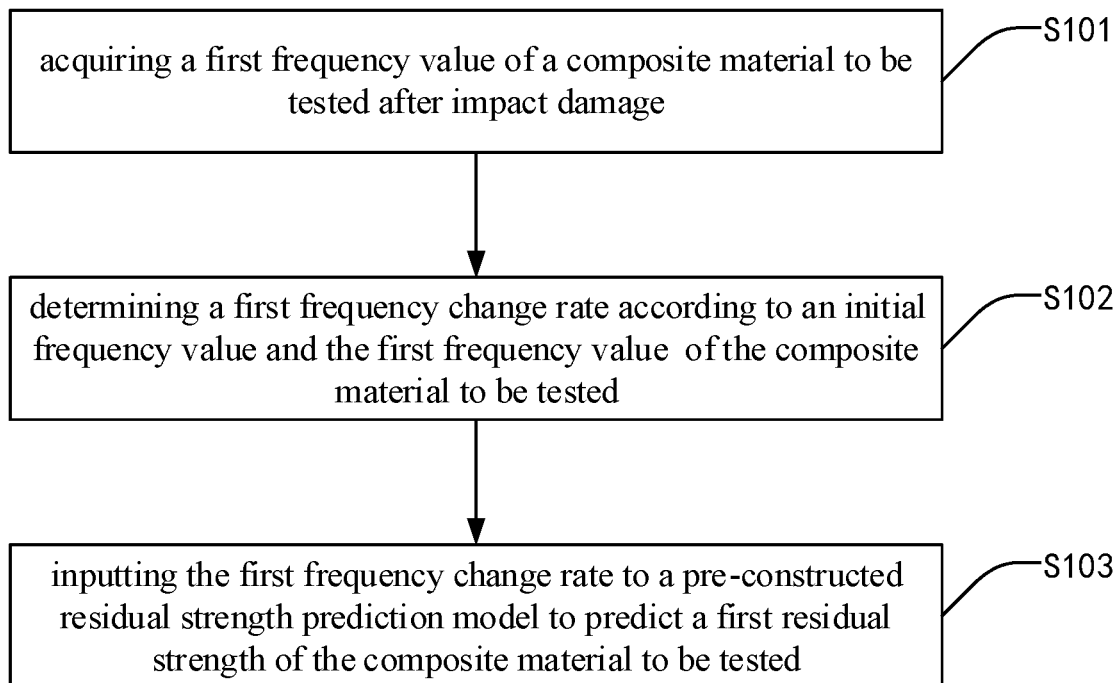 acquiring a first frequency value of a composite material to be
tested after impact damage
S101
determining a first frequency change rate according to an initial
frequency value and the first frequency value of the composite
material to be tested
S102
inputting the first frequency change rate to a pre-constructed
residual strength prediction model to predict a first residual
strength of the composite material to be tested
S103